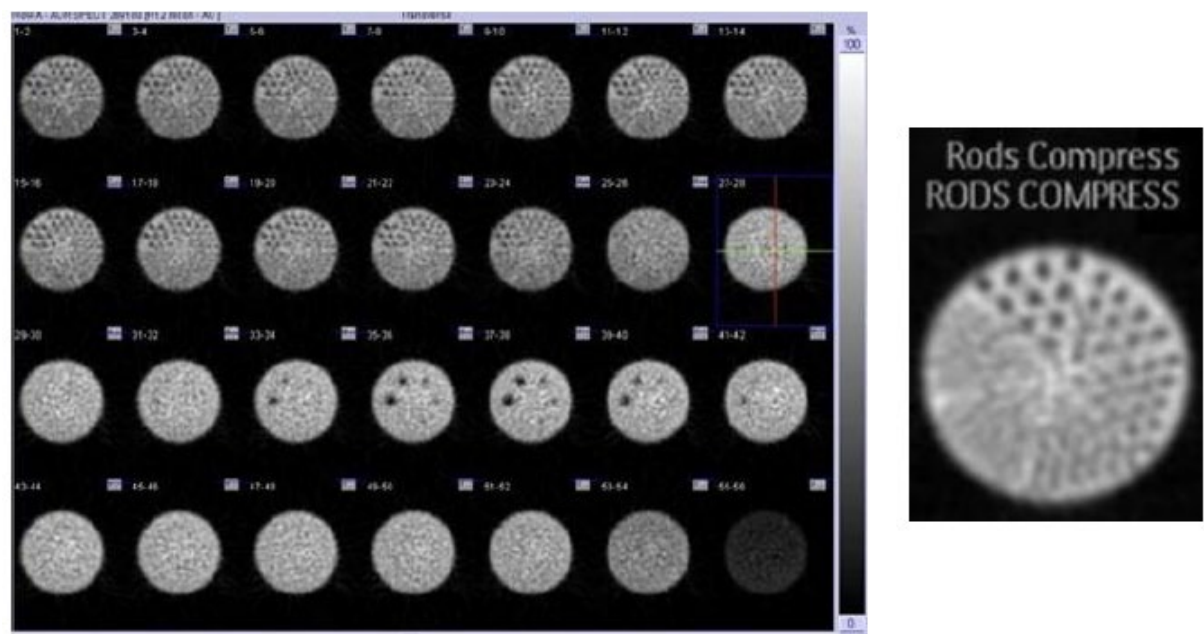 Transverse
1-2 3-4 5-6 7-8 9-10 11-12 13-14 %
100
15-16 17-18 19-20 21-22 23-24 25-26 27-28
29-30 31-32 33-34 35-36 37-38 39-40 41-42
43-44 45-46 47-48 49-50 51-52 53-54
0
Rods Compress
RODS COMPRESS